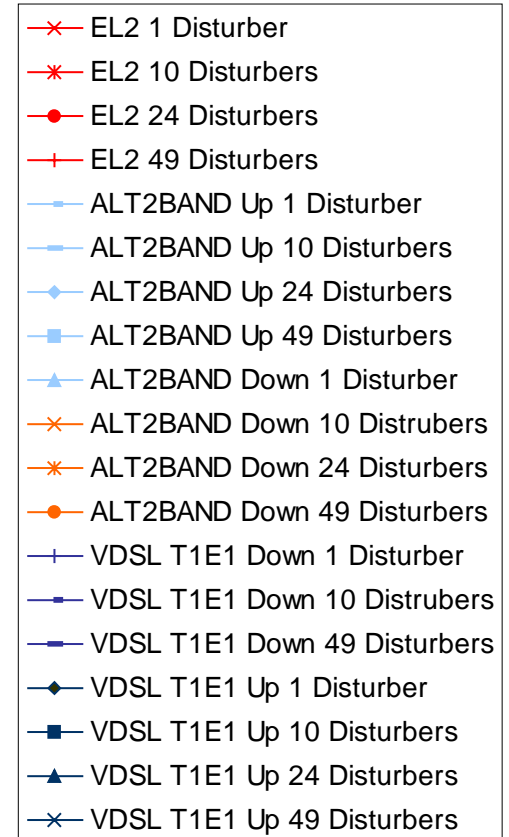 EL2 1 Disturber
EL2 10 Disturbers
EL2 24 Disturbers
EL2 49 Disturbers
ALT2BAND Up 1 Disturber
ALT2BAND Up 10 Disturbers
ALT2BAND Up 24 Disturbers
ALT2BAND Up 49 Disturbers
ALT2BAND Down 1 Disturber
ALT2BAND Down 10 Distrubers
ALT2BAND Down 24 Disturbers
ALT2BAND Down 49 Disturbers
VDSL T1E1 Down 1 Disturber
VDSL T1E1 Down 10 Distrubers
VDSL T1E1 Down 49 Disturbers
VDSL T1E1 Up 1 Disturber
VDSL T1E1 Up 10 Disturbers
VDSL T1E1 Up 24 Disturbers
VDSL T1E1 Up 49 Disturbers